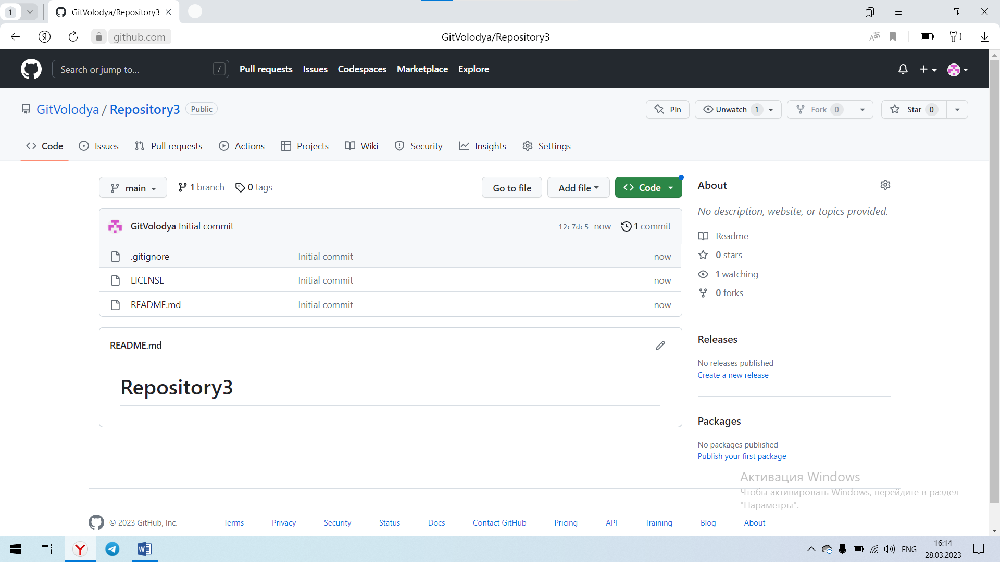 1
GitVolodya/Repository3
github.com
GitVolodya/Repository3
Search or jump to...
/
Pull requests
Issues
Codespaces
Marketplace
Explore
GitVolodya / Repository3
Public
Pin
Unwatch 1
Fork 0
Star 0
Code
Issues
Pull requests
Actions
Projects
Wiki
Security
Insights
Settings
main
1 branch
0 tags
Go to file
Add file
Code
GitVolodya Initial commit
12c7dc5 now
1 commit
.gitignore
Initial commit
now
LICENSE
Initial commit
now
README.md
Initial commit
now
README.md
Repository3
About
No description, website, or topics provided.
Readme
0 stars
1 watching
0 forks
Releases
No releases published
Create a new release
Packages
No packages published
Publish your first package
Активация Windows
Чтобы активировать Windows, перейдите в раздел
"Параметры".
© 2023 GitHub, Inc.
Terms
Privacy
Security
Status
Docs
Contact GitHub
Pricing
API
Training
Blog
About
ENG
16:14
28.03.2023